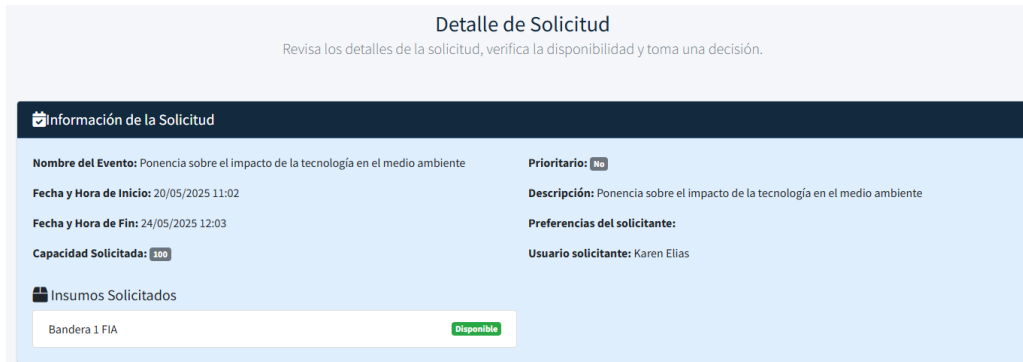 Detalle de Solicitud
Revisa los detalles de la solicitud, verifica la disponibilidad y toma una decisión.
Información de la Solicitud
Nombre del Evento: Ponencia sobre el impacto de la tecnología en el medio ambiente
Prioritario: No
Fecha y Hora de Inicio: 20/05/2025 11:02
Descripción: Ponencia sobre el impacto de la tecnología en el medio ambiente
Fecha y Hora de Fin: 24/05/2025 12:03
Preferencias del solicitante:
Capacidad Solicitada: 100
Usuario solicitante: Karen Elias
Insumos Solicitados
Bandera 1 FIA Disponible